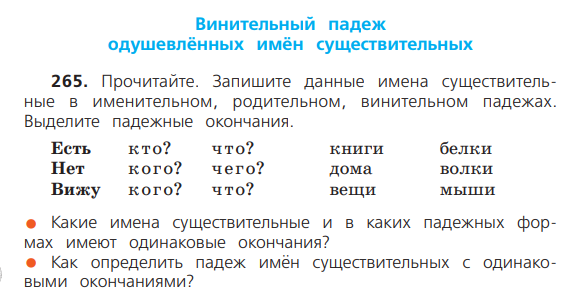 Винительный падеж
одушевлённых имён существительных
265. Прочитайте. Запишите данные имена существитель-
ные в именительном, родительном, винительном падежах.
Выделите падежные окончания.
Есть кто? что? книги белки
Нет кого? чего? дома волки
Вижу кого? что? вещи мыши
● Какие имена существительные и в каких падежных фор-
мах имеют одинаковые окончания?
● Как определить падеж имён существительных с одинако-
выми окончаниями?